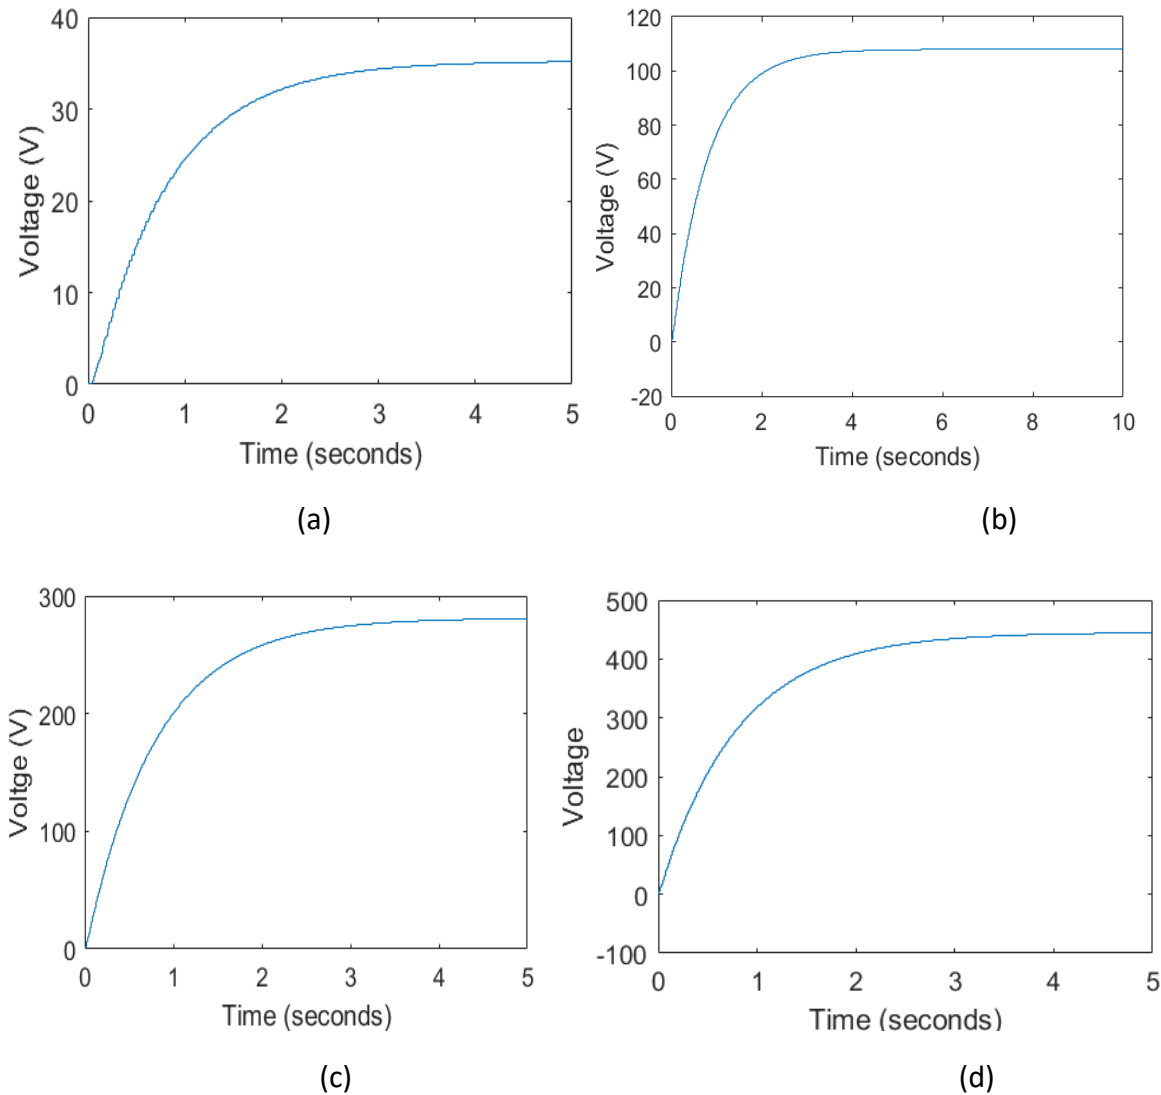 40
30
20
10
0
Voltage (V)
0 1 2 3 4 5
Time (seconds)
(a)
120
100
80
60
40
20
0
-20
Voltage (V)
0 2 4 6 8 10
Time (seconds)
(b)
300
200
100
0
Voltge (V)
0 1 2 3 4 5
Time (seconds)
(c)
500
400
300
200
100
0
-100
Voltage
0 1 2 3 4 5
Time (seconds)
(d)